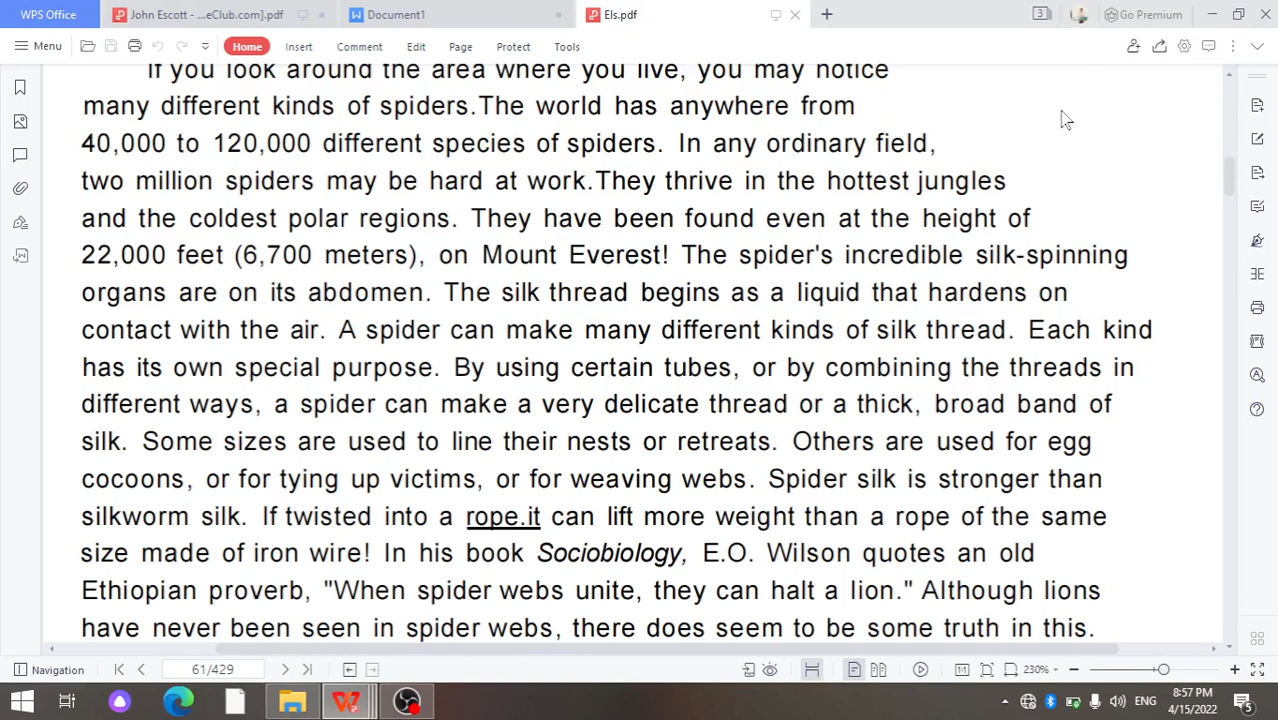 WPS Office
John Escott - ...eClub.com].pdf
Document1
Els.pdf
3
Go Premium
Menu
Home
Insert
Comment
Edit
Page
Protect
Tools
If you look around the area where you live, you may notice
many different kinds of spiders.The world has anywhere from
40,000 to 120,000 different species of spiders. In any ordinary field,
two million spiders may be hard at work.They thrive in the hottest jungles
and the coldest polar regions. They have been found even at the height of
22,000 feet (6,700 meters), on Mount Everest! The spider's incredible silk-spinning
organs are on its abdomen. The silk thread begins as a liquid that hardens on
contact with the air. A spider can make many different kinds of silk thread. Each kind
has its own special purpose. By using certain tubes, or by combining the threads in
different ways, a spider can make a very delicate thread or a thick, broad band of
silk. Some sizes are used to line their nests or retreats. Others are used for egg
cocoons, or for tying up victims, or for weaving webs. Spider silk is stronger than
silkworm silk. If twisted into a rope.it can lift more weight than a rope of the same
size made of iron wire! In his book Sociobiology, E.O. Wilson quotes an old
Ethiopian proverb, "When spider webs unite, they can halt a lion." Although lions
have never been seen in spider webs, there does seem to be some truth in this.
Navigation
61/429
230%
ENG
8:57 PM
4/15/2022
5